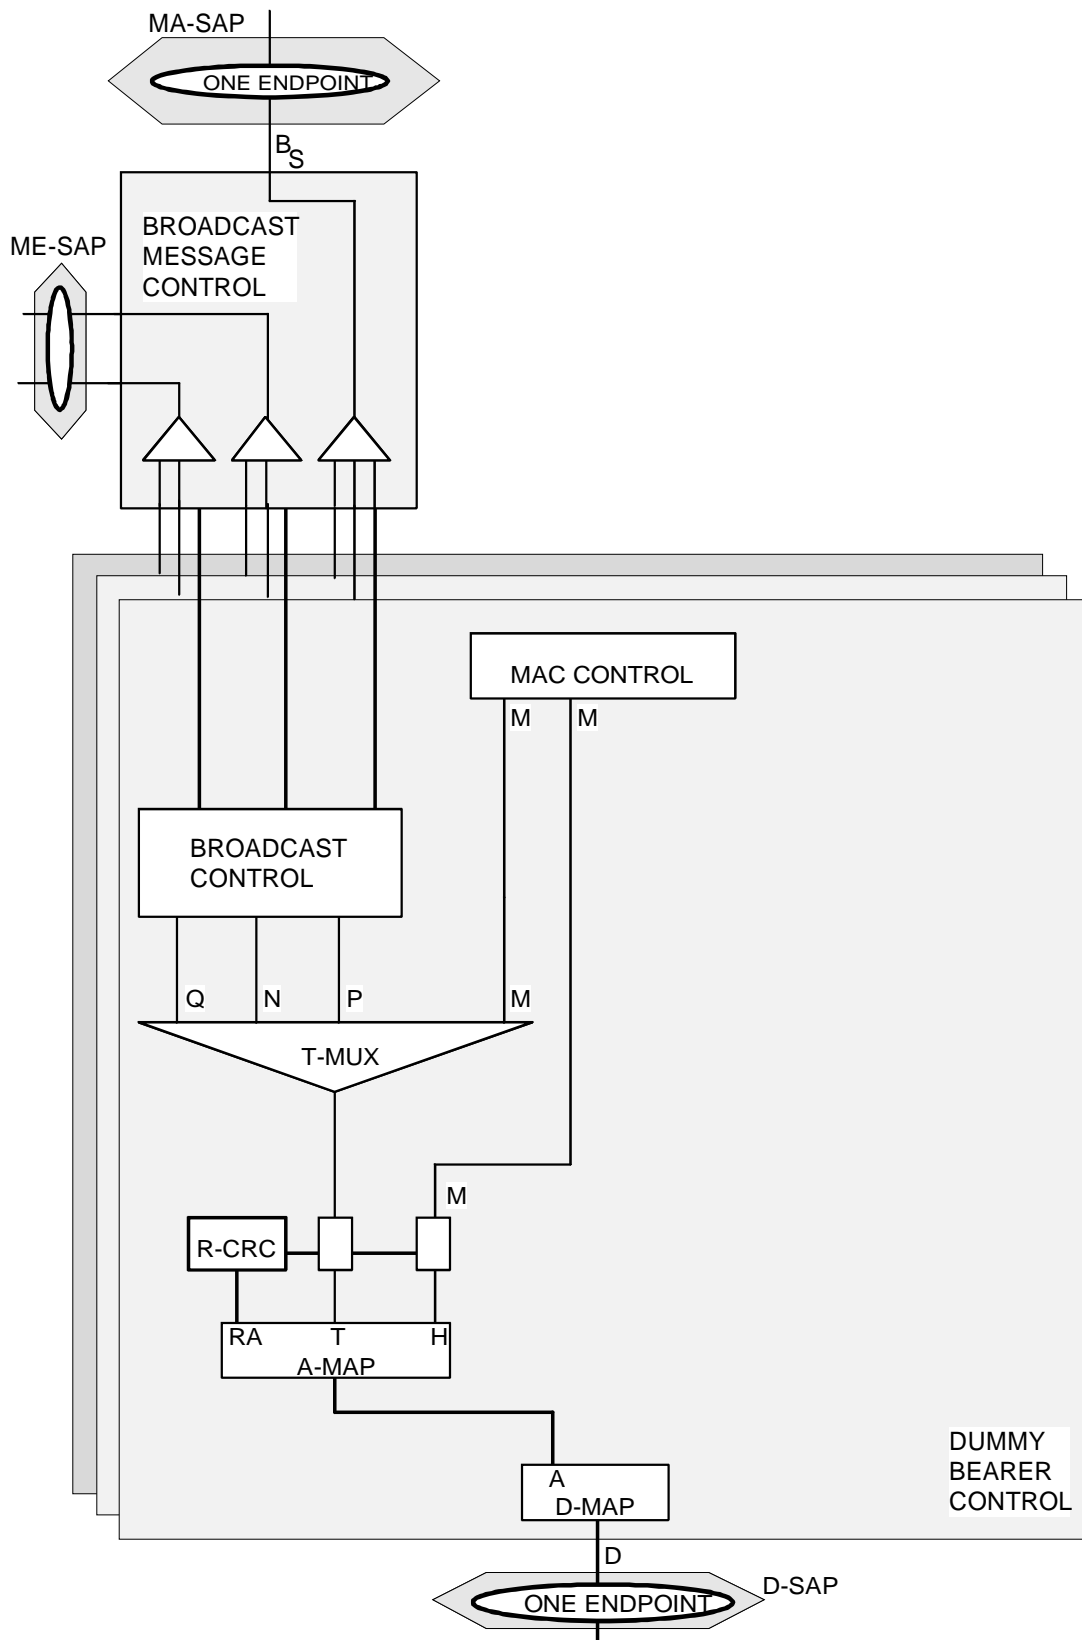 MA-SAP
ONE ENDPOINT
BS
BROADCAST
MESSAGE
CONTROL
ME-SAP
MAC CONTROL
M M
BROADCAST
CONTROL
Q N P M
T-MUX
M
R-CRC
RA T H
A-MAP
A
D-MAP
DUMMY
BEARER
CONTROL
D
D-SAP
ONE ENDPOINT